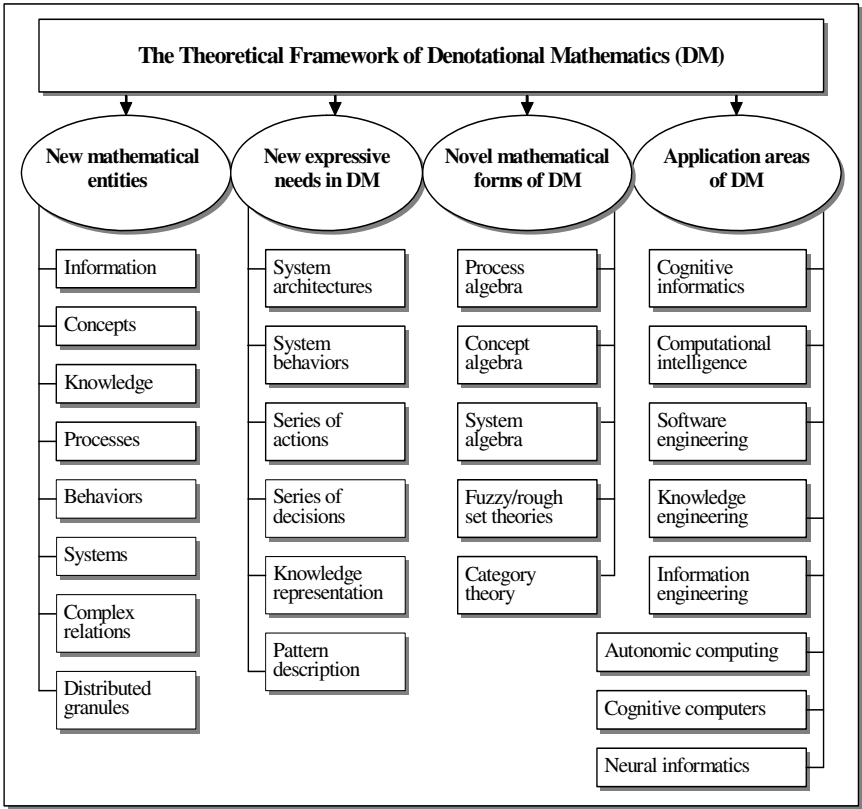 The Theoretical Framework of Denotational Mathematics (DM)
New mathematical
entities
New expressive
needs in DM
Novel mathematical
forms of DM
Application areas
of DM
Information
Concepts
Knowledge
Processes
Behaviors
Systems
Complex
relations
Distributed
granules
System
architectures
System
behaviors
Series of
actions
Series of
decisions
Knowledge
representation
Pattern
description
Process
algebra
Concept
algebra
System
algebra
Fuzzy/rough
set theories
Category
theory
Cognitive
informatics
Computational
intelligence
Software
engineering
Knowledge
engineering
Information
engineering
Autonomic computing
Cognitive computers
Neural informatics